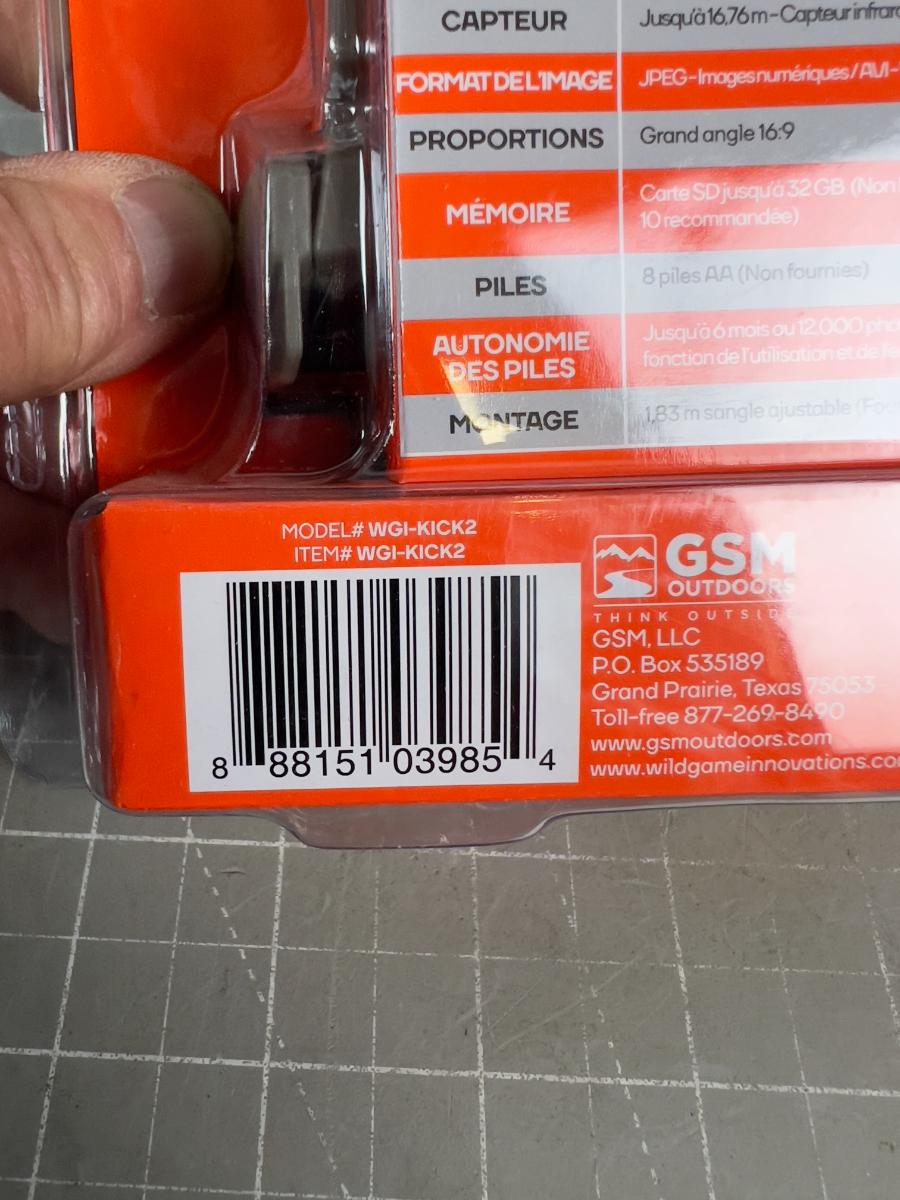 CAPTEUR
Jusqu'à 16,76 m - Capteur
FORMAT DE L'IMAGE
JPEG - Images numériques / AVI -
PROPORTIONS
Grand angle 16:9
MÉMOIRE
Carte SD jusqu'à 32 GB (Non
10 recommandée)
PILES
8 piles AA (Non fournies)
AUTONOMIE
DES PILES
Jusqu'à 6 mois ou 12,000
fonction de l'utilisation et de
MONTAGE
1,83 m sangle ajustable
MODEL# WGI-KICK2
ITEM# WGI-KICK2
8 88151 03985 4
GSM
OUTDOORS
THINK OUTSIDE
GSM, LLC
P.O. Box 535189
Grand Prairie, Texas 75053
Toll-free 877-269-8490
www.gsmoutdoors.com
www.wildgameinnovations.co